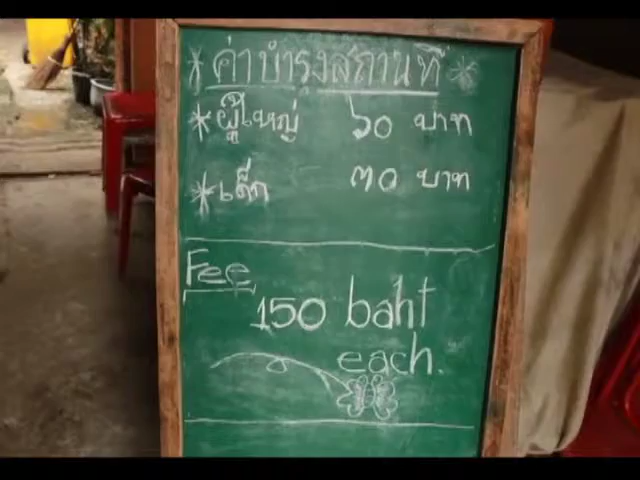 * ค่าบำรุงสถานที่ *
* ผู้ใหญ่ ๖๐ บาท
* เด็ก ๓๐ บาท
Fee
150 baht
each.